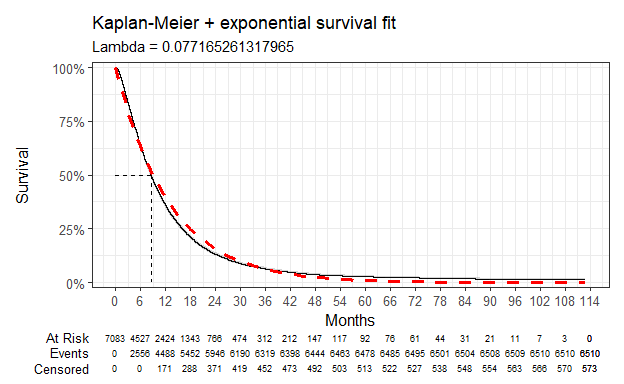 Kaplan-Meier + exponential survival fit
Lambda = 0.077165261317965
100%
75%
50%
25%
0%
Survival
0 6 12 18 24 30 36 42 48 54 60 66 72 78 84 90 96 102 108 114
Months
At Risk 7083 4527 2424 1343 766 474 312 212 147 117 92 76 61 44 31 21 11 7 3 0
Events 0 2556 4488 5452 5946 6190 6319 6398 6444 6463 6478 6485 6495 6501 6504 6508 6509 6510 6510 6510
Censored 0 0 171 288 371 419 452 473 492 503 513 522 527 538 548 554 563 566 570 573